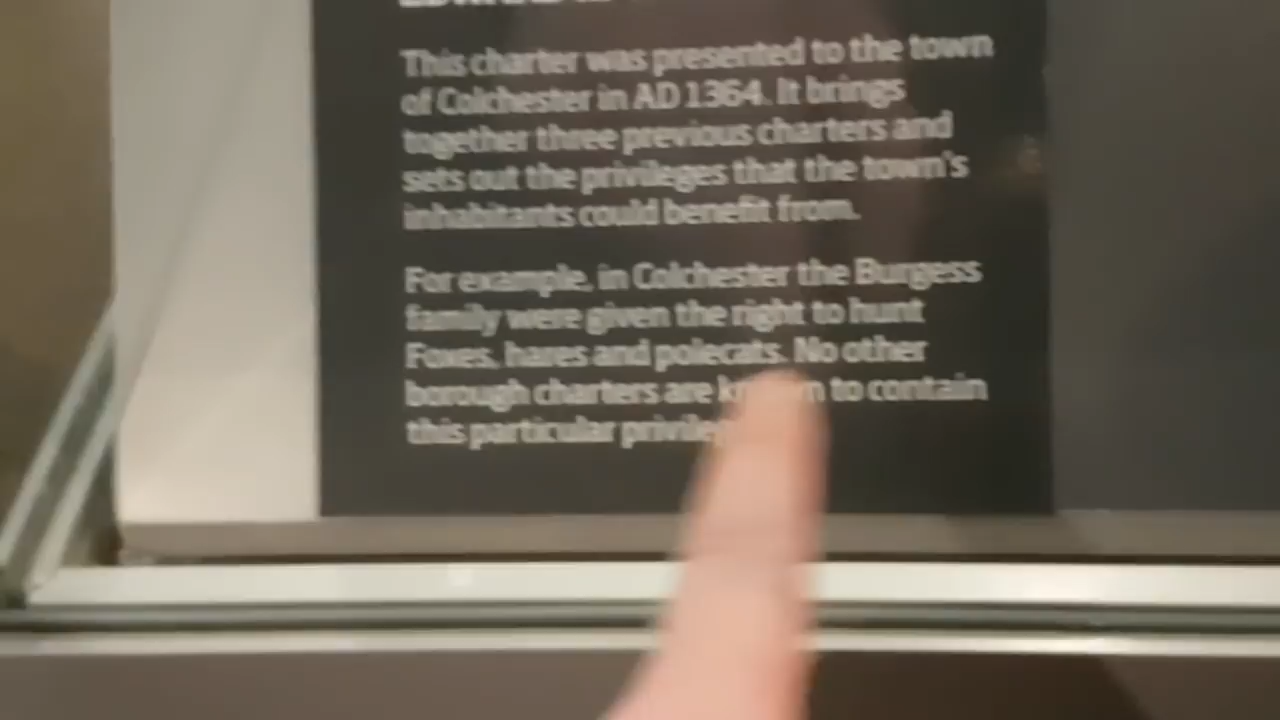 This charter was presented to the town
of Colchester in AD 1364. It brings
together three previous charters and
sets out the privileges that the town's
inhabitants could benefit from.
For example, in Colchester the Burgess
family were given the right to hunt
Foxes, hares and polecats. No other
borough charters are to contain
this particular